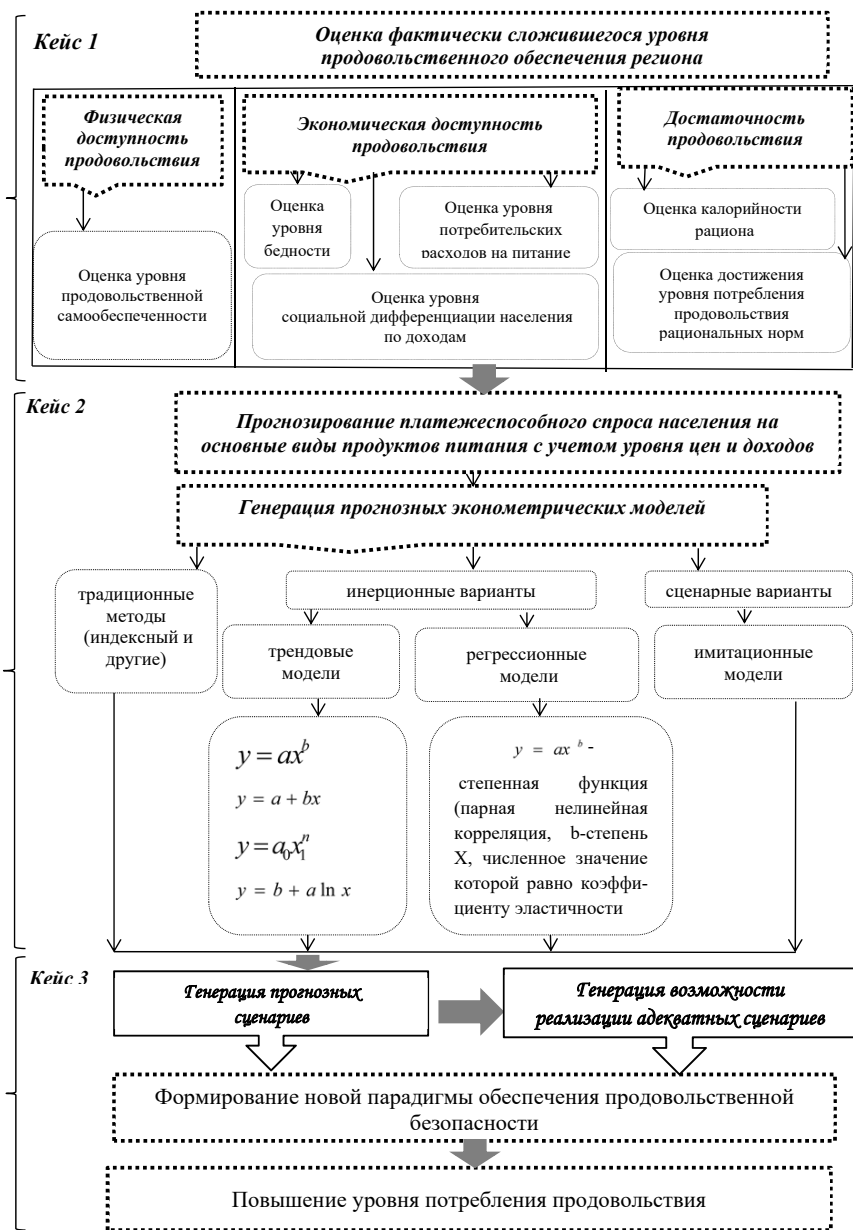 Кейс 1
Оценка фактически сложившегося уровня
продовольственного обеспечения региона
Физическая
доступность
продовольствия
Экономическая доступность
продовольствия
Достаточность
продовольствия
Оценка
уровня
бедности
Оценка уровня
потребительских
расходов на питание
Оценка калорийности
рациона
Оценка уровня
продовольственной
самообеспеченности
Оценка уровня
социальной дифференциации населения
по доходам
Оценка достижения
уровня потребления
продовольствия
рациональных норм
Кейс 2
Прогнозирование платежеспособного спроса населения на
основные виды продуктов питания с учетом уровня цен и доходов
Генерация прогнозных эконометрических моделей
традиционные
методы
(индексный и
другие)
инерционные варианты
сценарные варианты
трендовые
модели
регрессионные
модели
имитационные
модели
y = ax^b
y = a + bx
y = a₀x₁^n
y = b + a ln x
y = ax^b -
степенная функция
(парная нелинейная
корреляция, b-степень
X, численное значение
которой равно коэффи-
циенту эластичности
Кейс 3
Генерация прогнозных
сценариев
Генерация возможности
реализации адекватных сценариев
Формирование новой парадигмы обеспечения продовольственной
безопасности
Повышение уровня потребления продовольствия